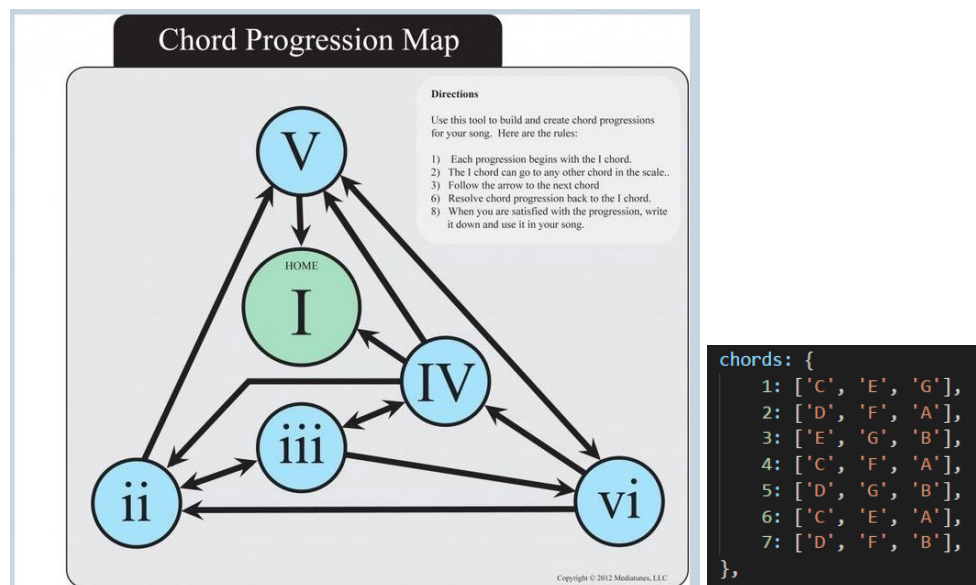 Chord Progression Map
Directions
Use this tool to build and create chord progressions
for your song. Here are the rules:
1) Each progression begins with the I chord.
2) The I chord can go to any other chord in the scale..
3) Follow the arrow to the next chord
6) Resolve chord progression back to the I chord.
8) When you are satisfied with the progression, write
it down and use it in your song.
V
HOME
I
IV
iii
ii
vi
Copyright © 2012 Mediatunes, LLC
chords: {
1: ['C', 'E', 'G'],
2: ['D', 'F', 'A'],
3: ['E', 'G', 'B'],
4: ['C', 'F', 'A'],
5: ['D', 'G', 'B'],
6: ['C', 'E', 'A'],
7: ['D', 'F', 'B'],
},